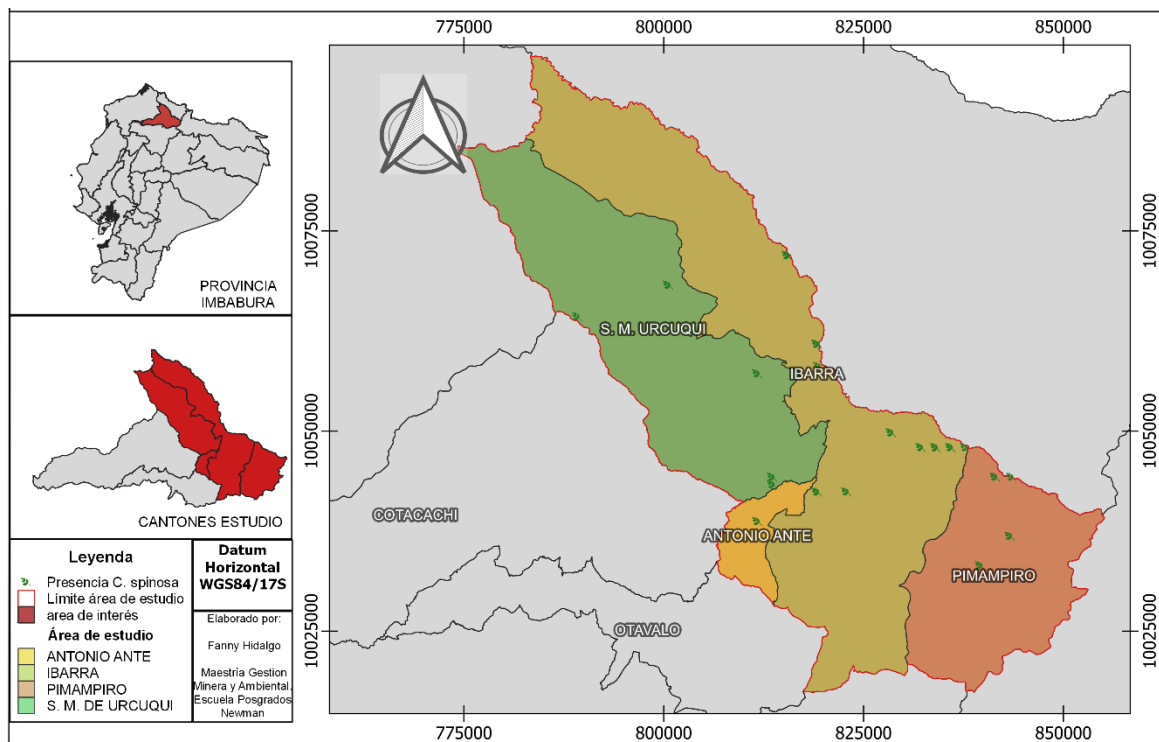 775000 800000 825000 850000
PROVINCIA
IMBABURA
CANTONES ESTUDIO
Leyenda
Presencia C. spinosa
Límite área de estudio
area de interés
Área de estudio
ANTONIO ANTE
IBARRA
PIMAMPIRO
S. M. DE URCUQUI
Datum
Horizontal
WGS84/17S
Elaborado por:
Fanny Hidalgo
Maestría Gestion
Minera y Ambiental.
Escuela Posgrados
Newman
10075000
10050000
10025000
S. M. URCUQUI
IBARRA
COTACACHI
ANTONIO ANTE
PIMAMPIRO
OTAVALO
10075000
10050000
10025000
775000 800000 825000 850000